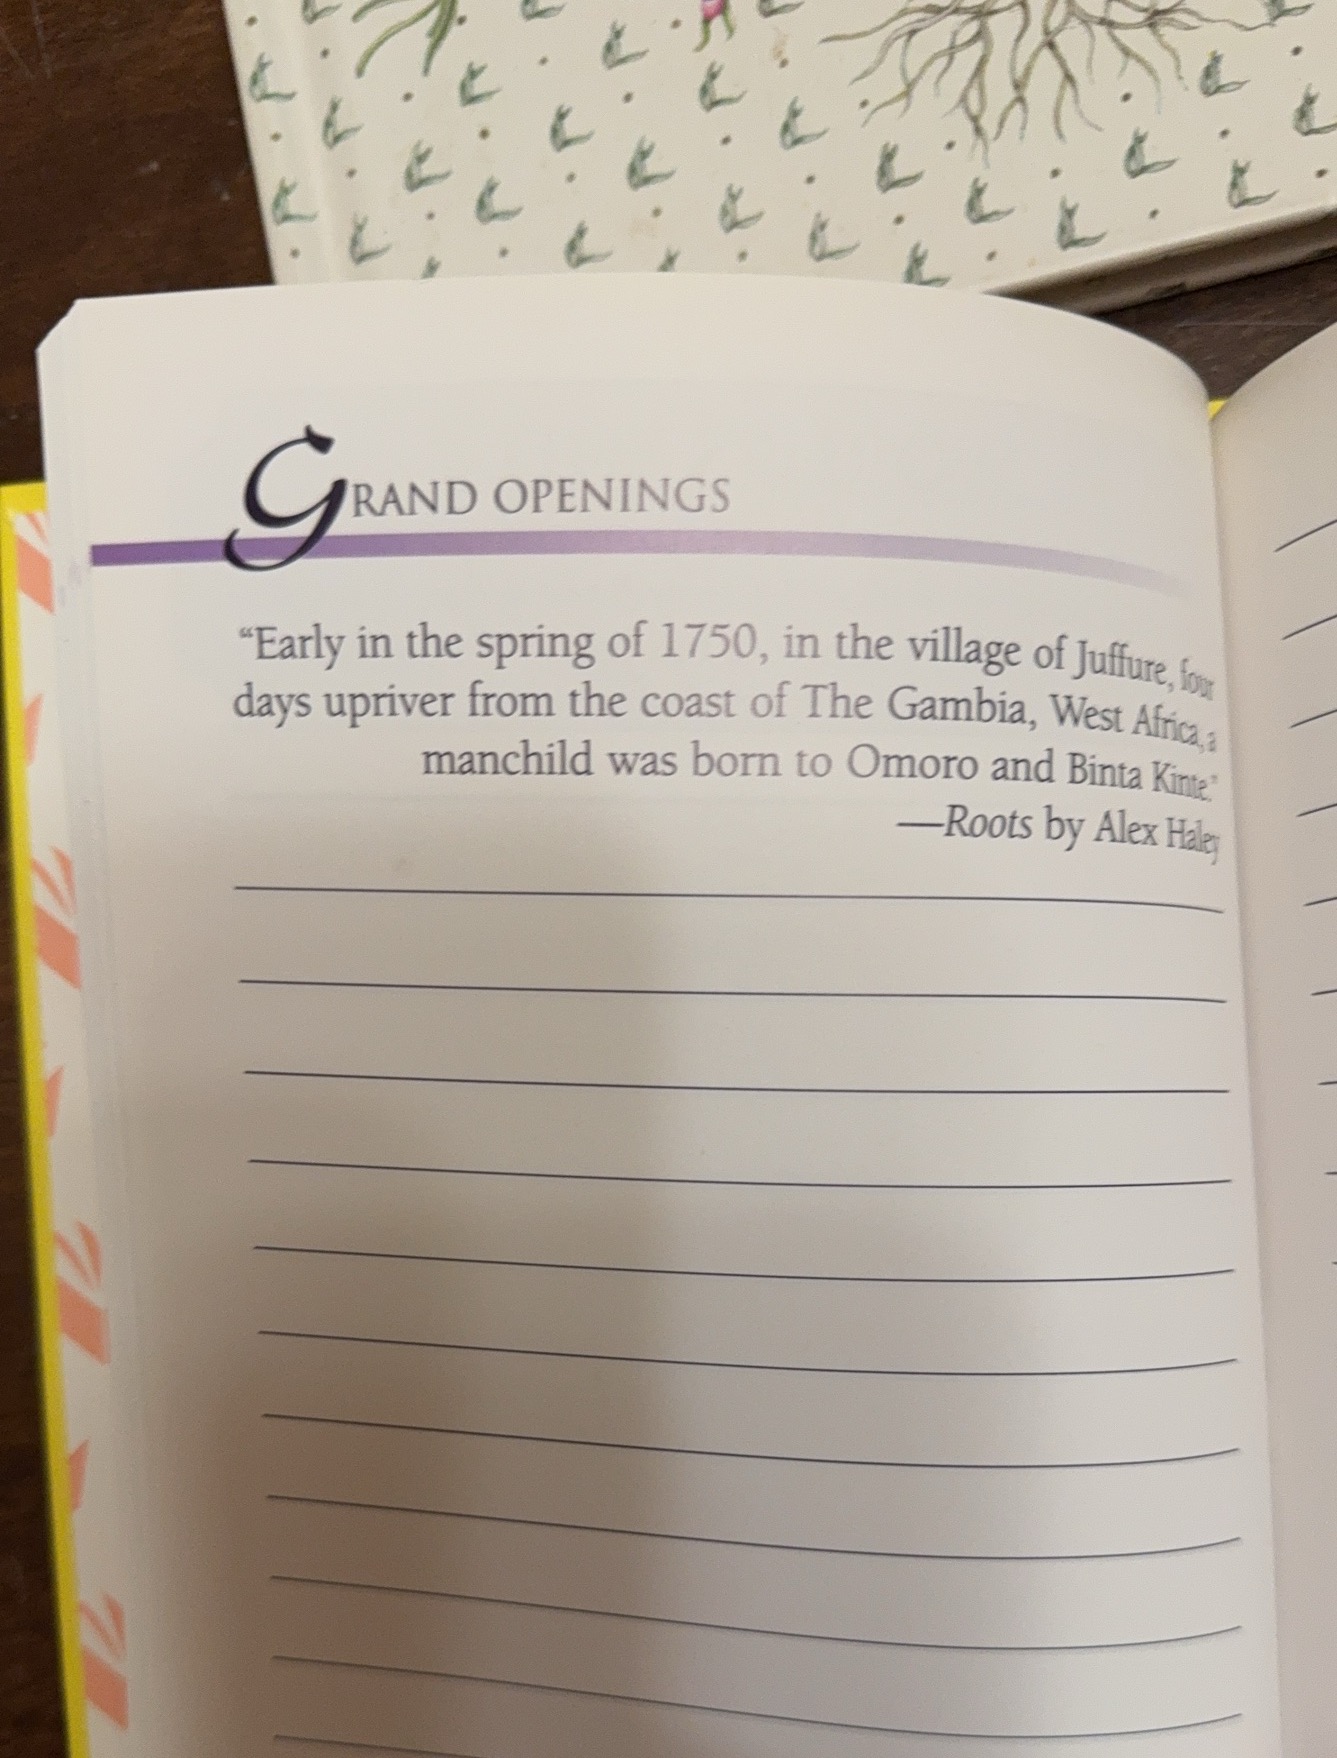 GRAND OPENINGS
“Early in the spring of 1750, in the village of Juffure, four
days upriver from the coast of The Gambia, West Africa, a
manchild was born to Omoro and Binta Kinte.”
—Roots by Alex Haley